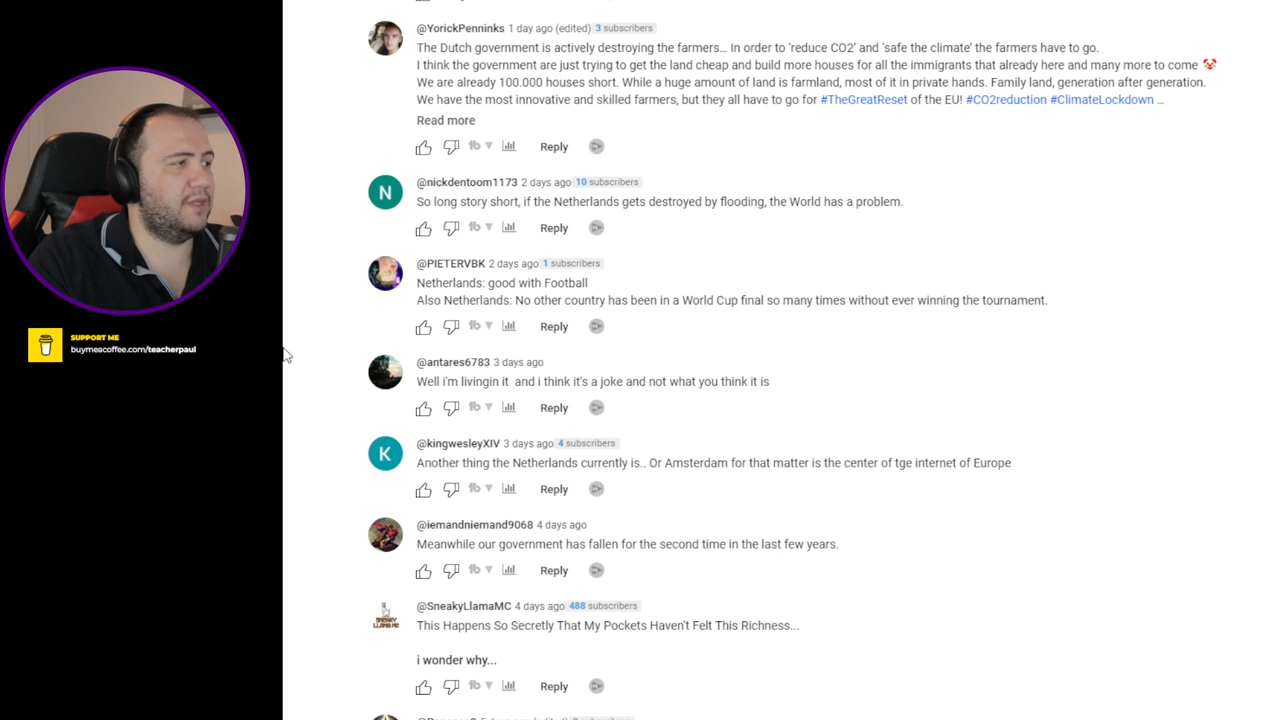 @YorickPenninks 1 day ago (edited) 3 subscribers
The Dutch government is actively destroying the farmers... In order to 'reduce CO2' and 'safe the climate' the farmers have to go.
I think the government are just trying to get the land cheap and build more houses for all the immigrants that already here and many more to come 🤡
We are already 100.000 houses short. While a huge amount of land is farmland, most of it in private hands. Family land, generation after generation.
We have the most innovative and skilled farmers, but they all have to go for #TheGreatReset of the EU! #CO2reduction #ClimateLockdown ...
Read more
Reply
N
@nickdentoom1173 2 days ago 10 subscribers
So long story short, if the Netherlands gets destroyed by flooding, the World has a problem.
Reply
@PIETERVBK 2 days ago 1 subscribers
Netherlands: good with Football
Also Netherlands: No other country has been in a World Cup final so many times without ever winning the tournament.
Reply
SUPPORT ME
buymeacoffee.com/teacherpaul
@antares6783 3 days ago
Well i'm livingin it and i think it's a joke and not what you think it is
Reply
K
@kingwesleyXIV 3 days ago 4 subscribers
Another thing the Netherlands currently is.. Or Amsterdam for that matter is the center of tge internet of Europe
Reply
@iemandniemand9068 4 days ago
Meanwhile our government has fallen for the second time in the last few years.
Reply
SNEAKY
LLAMA MC
@SneakyLlamaMC 4 days ago 488 subscribers
This Happens So Secretly That My Pockets Haven't Felt This Richness...
i wonder why...
Reply